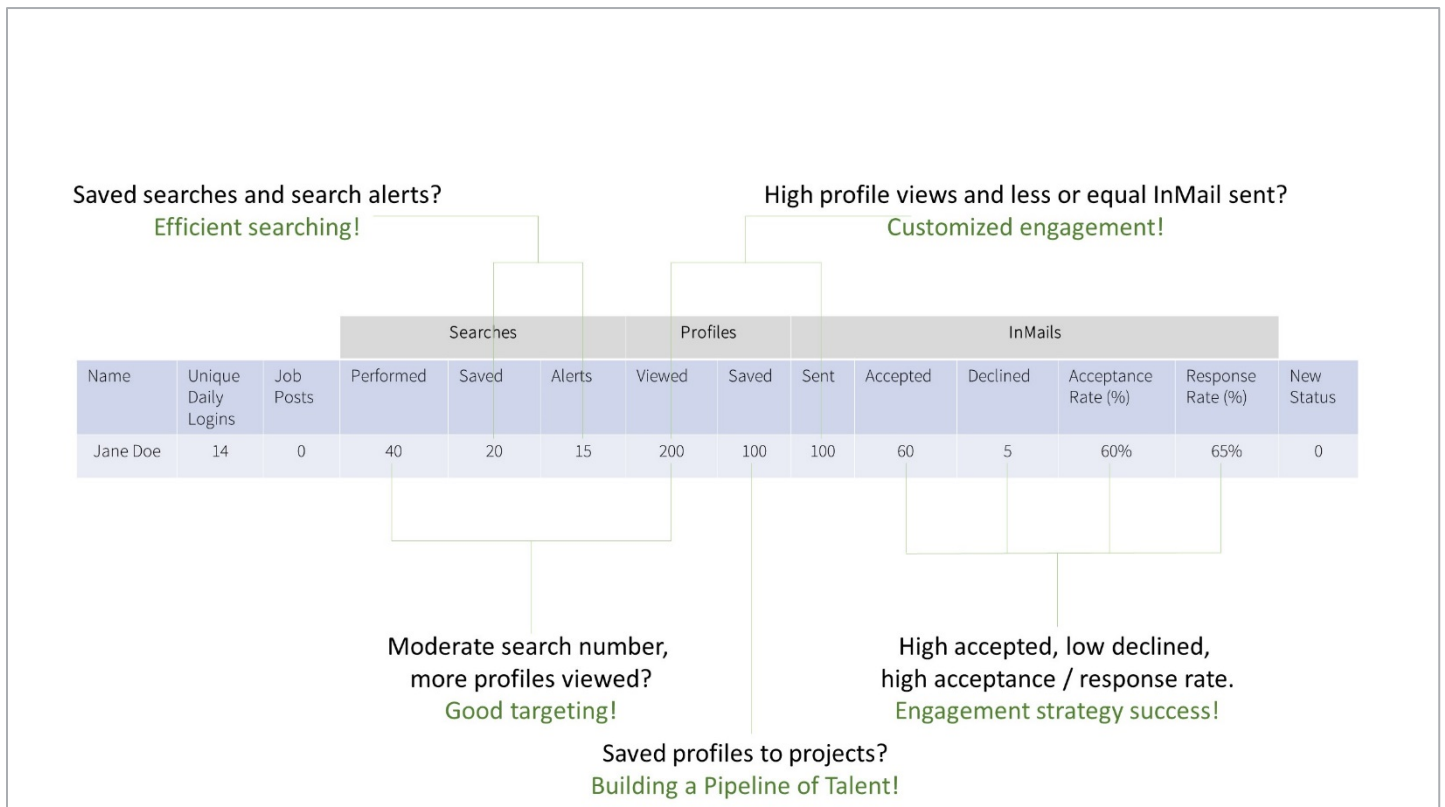 Saved searches and search alerts?
Efficient searching!
High profile views and less or equal InMail sent?
Customized engagement!
Searches Profiles InMails
Name Unique Daily Logins Job Posts Performed Saved Alerts Viewed Saved Sent Accepted Declined Acceptance Rate (%) Response Rate (%) New Status
Jane Doe 14 0 40 20 15 200 100 100 60 5 60% 65% 0
Moderate search number,
more profiles viewed?
Good targeting!
High accepted, low declined,
high acceptance / response rate.
Engagement strategy success!
Saved profiles to projects?
Building a Pipeline of Talent!